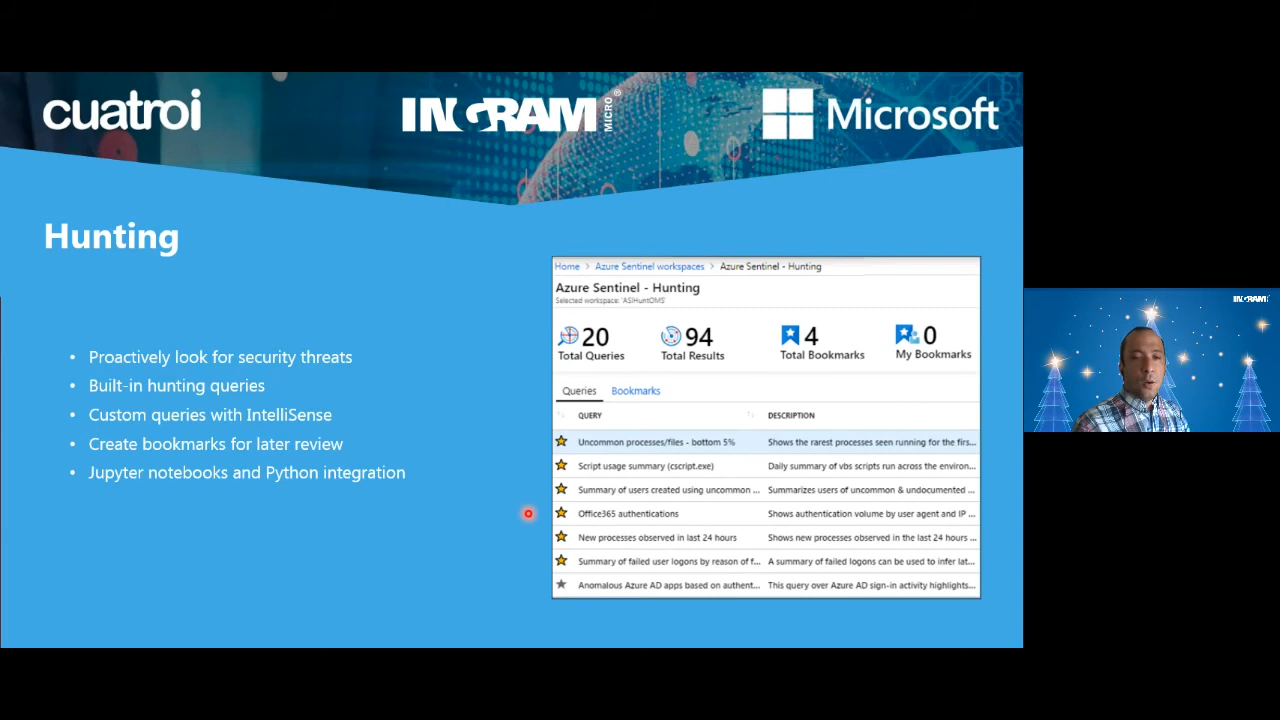 cuatroi
INGRAM MICRO®
Microsoft
Hunting
• Proactively look for security threats
• Built-in hunting queries
• Custom queries with IntelliSense
• Create bookmarks for later review
• Jupyter notebooks and Python integration
Home > Azure Sentinel workspaces > Azure Sentinel - Hunting
Azure Sentinel - Hunting
Selected workspace: 'ASIHuntOMS'
20 Total Queries
94 Total Results
4 Total Bookmarks
0 My Bookmarks
Queries Bookmarks
QUERY DESCRIPTION
Uncommon processes/files - bottom 5% Shows the rarest processes seen running for the firs...
Script usage summary (cscript.exe) Daily summary of vbs scripts run across the environ...
Summary of users created using uncommon ... Summarizes users of uncommon & undocumented ...
Office365 authentications Shows authentication volume by user agent and IP ...
New processes observed in last 24 hours Shows new processes observed in the last 24 hours ...
Summary of failed user logons by reason of f... A summary of failed logons can be used to infer lat...
Anomalous Azure AD apps based on authent... This query over Azure AD sign-in activity highlights...
INGRAM